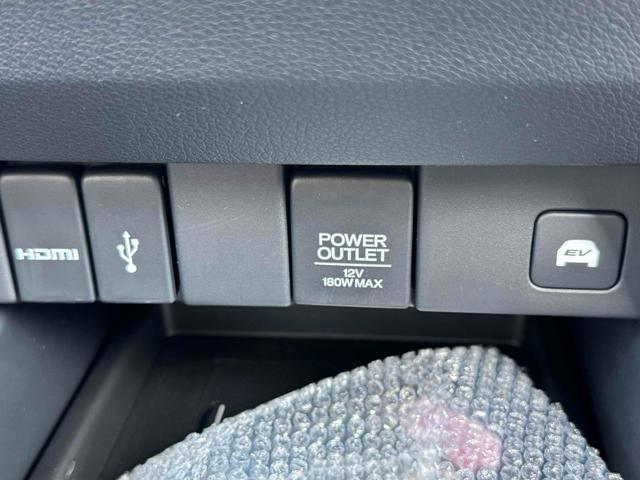 HDMI
POWER
OUTLET
12V
180W MAX
EV